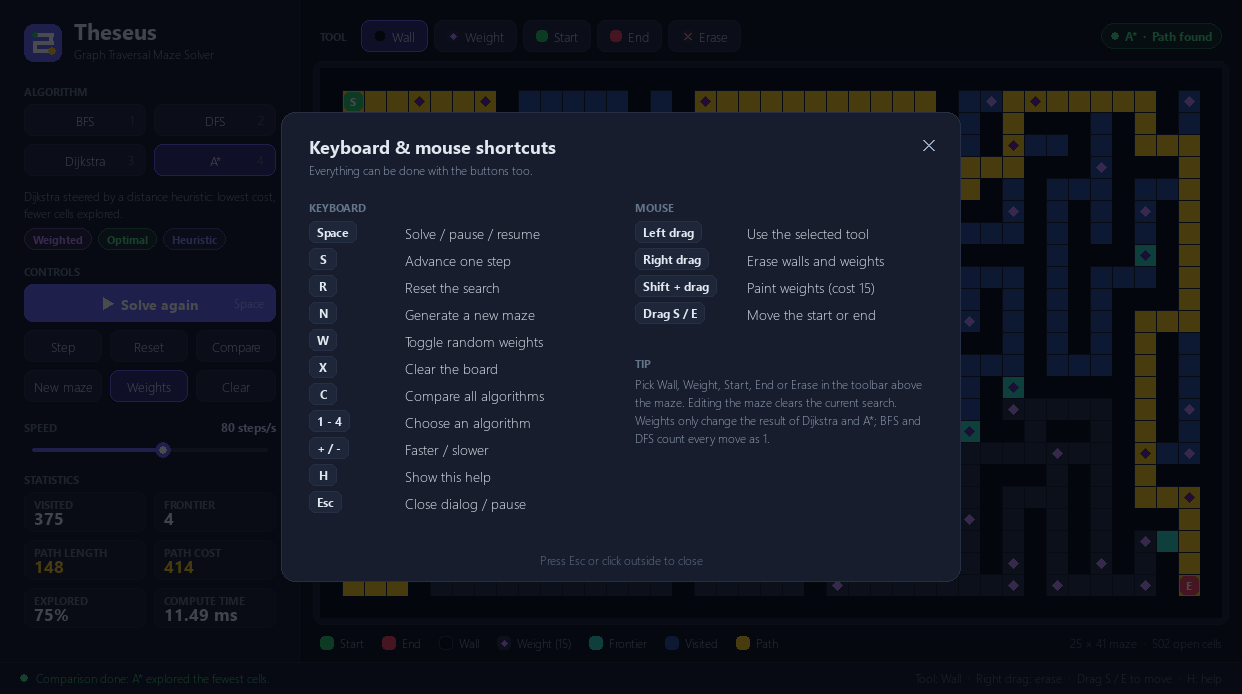 Theseus
Graph Traversal Maze Solver
TOOL
Wall
Weight
Start
End
Erase
A* · Path found
ALGORITHM
BFS 1
DFS 2
Dijkstra 3
A* 4
Dijkstra steered by a distance heuristic: lowest cost,
fewer cells explored.
Weighted
Optimal
Heuristic
CONTROLS
Solve again Space
Step
Reset
Compare
New maze
Weights
Clear
SPEED
80 steps/s
STATISTICS
VISITED
375
FRONTIER
4
PATH LENGTH
148
PATH COST
414
EXPLORED
75%
COMPUTE TIME
11.49 ms
S
Keyboard & mouse shortcuts
Everything can be done with the buttons too.
KEYBOARD
Space Solve / pause / resume
S Advance one step
R Reset the search
N Generate a new maze
W Toggle random weights
X Clear the board
C Compare all algorithms
1 - 4 Choose an algorithm
+ / - Faster / slower
H Show this help
Esc Close dialog / pause
MOUSE
Left drag Use the selected tool
Right drag Erase walls and weights
Shift + drag Paint weights (cost 15)
Drag S / E Move the start or end
TIP
Pick Wall, Weight, Start, End or Erase in the toolbar above
the maze. Editing the maze clears the current search.
Weights only change the result of Dijkstra and A*; BFS and
DFS count every move as 1.
Press Esc or click outside to close
E
Start
End
Wall
Weight (15)
Frontier
Visited
Path
25 × 41 maze · 502 open cells
Comparison done: A* explored the fewest cells.
Tool: Wall · Right drag: erase · Drag S / E to move · H: help